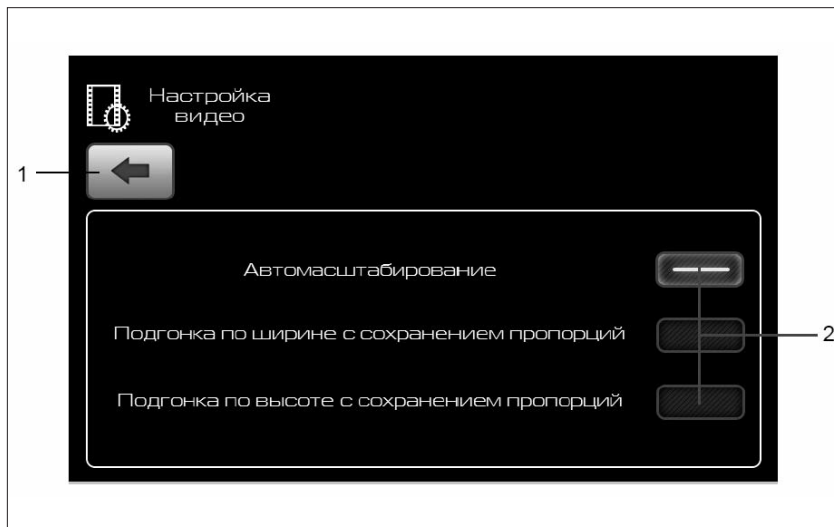 Настройка
видео
1
Автомасштабирование
Подгонка по ширине с сохранением пропорций
2
Подгонка по высоте с сохранением пропорций